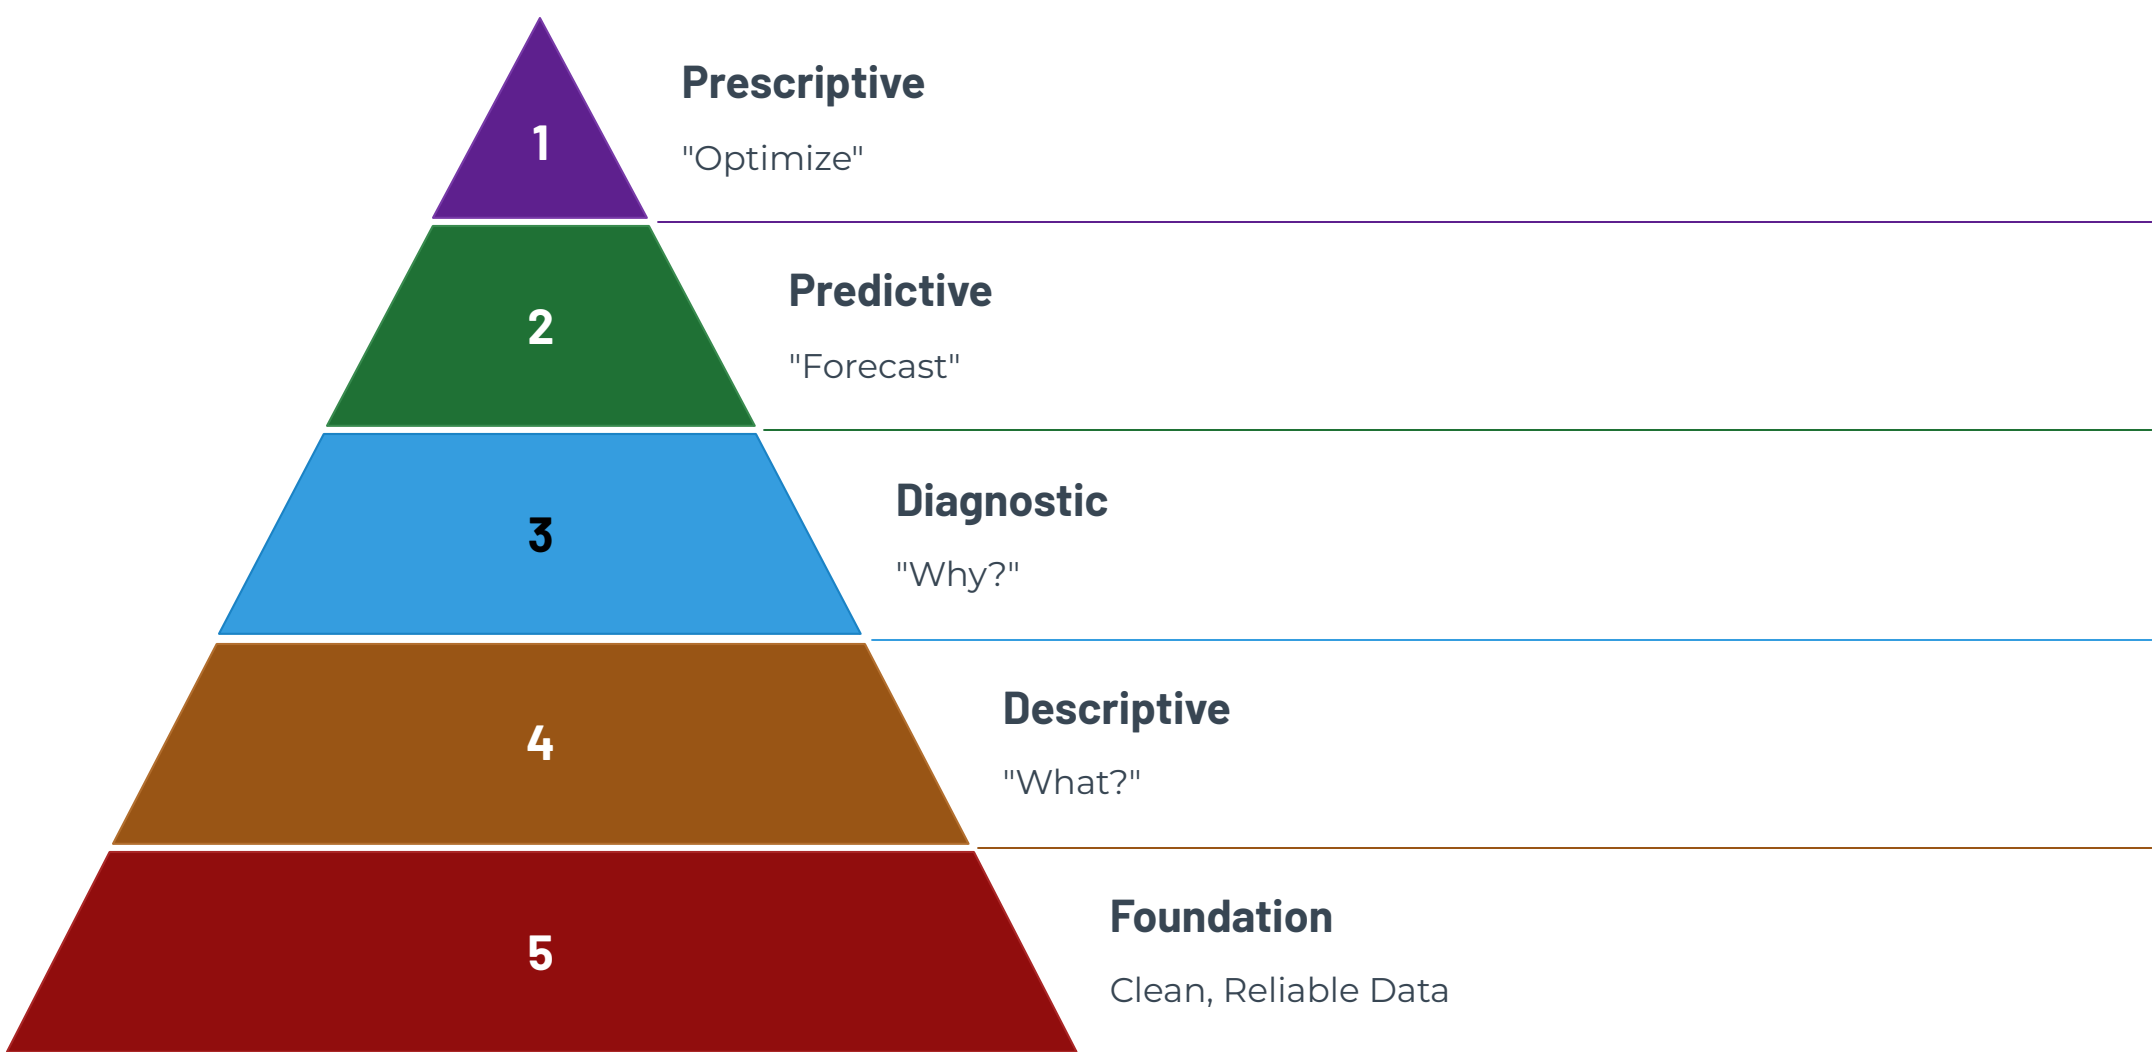 1
Prescriptive
"Optimize"
2
Predictive
"Forecast"
3
Diagnostic
"Why?"
4
Descriptive
"What?"
5
Foundation
Clean, Reliable Data